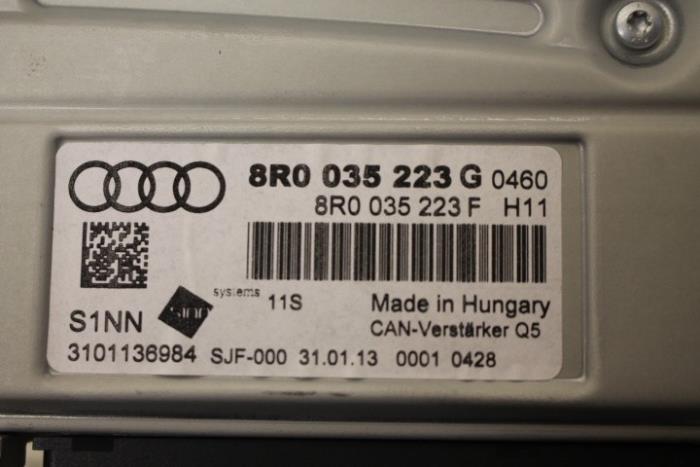 8R0 035 223 G 0460
8R0 035 223 F H11
systems 11S
sinn
Made in Hungary
S1NN
CAN-Verstärker Q5
3101136984 SJF-000 31.01.13 0001 0428